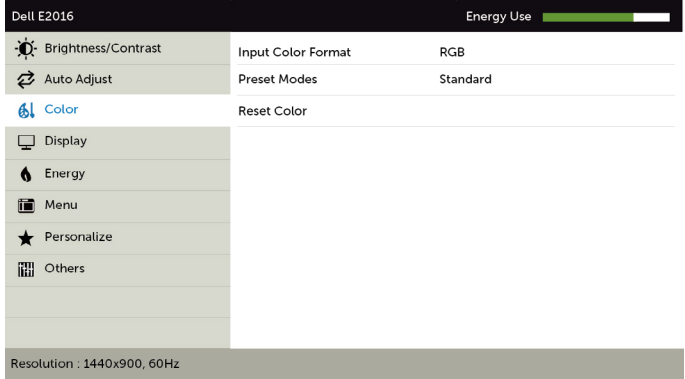 Dell E2016 Energy Use
Brightness/Contrast
Auto Adjust
Color
Display
Energy
Menu
Personalize
Others
Input Color Format RGB
Preset Modes Standard
Reset Color
Resolution : 1440x900, 60Hz